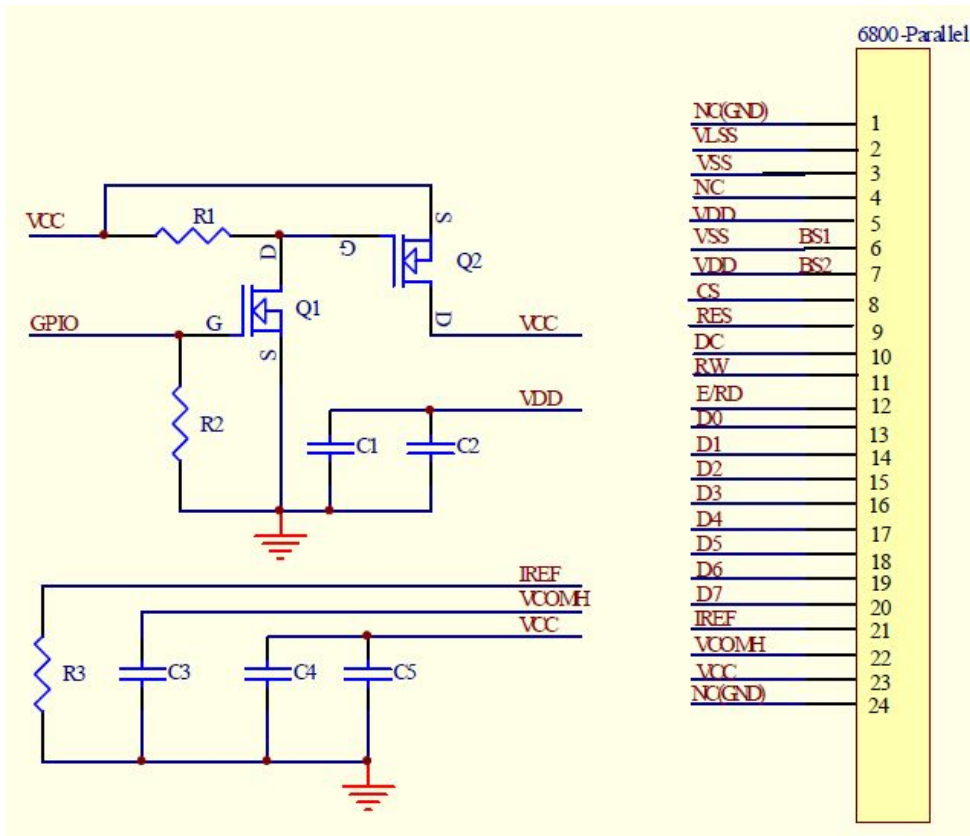 6800-Parallel
VCC
R1
S
D
G
Q2
D
VCC
GPIO
G
Q1
S
R2
VDD
C1
C2
IREF
VCOMH
VCC
R3
C3
C4
C5
NC(GND) 1
VLSS 2
VSS 3
NC 4
VDD 5
VSS BS1 6
VDD BS2 7
CS 8
RES 9
DC 10
RW 11
E/RD 12
D0 13
D1 14
D2 15
D3 16
D4 17
D5 18
D6 19
D7 20
IREF 21
VCOMH 22
VCC 23
NC(GND) 24